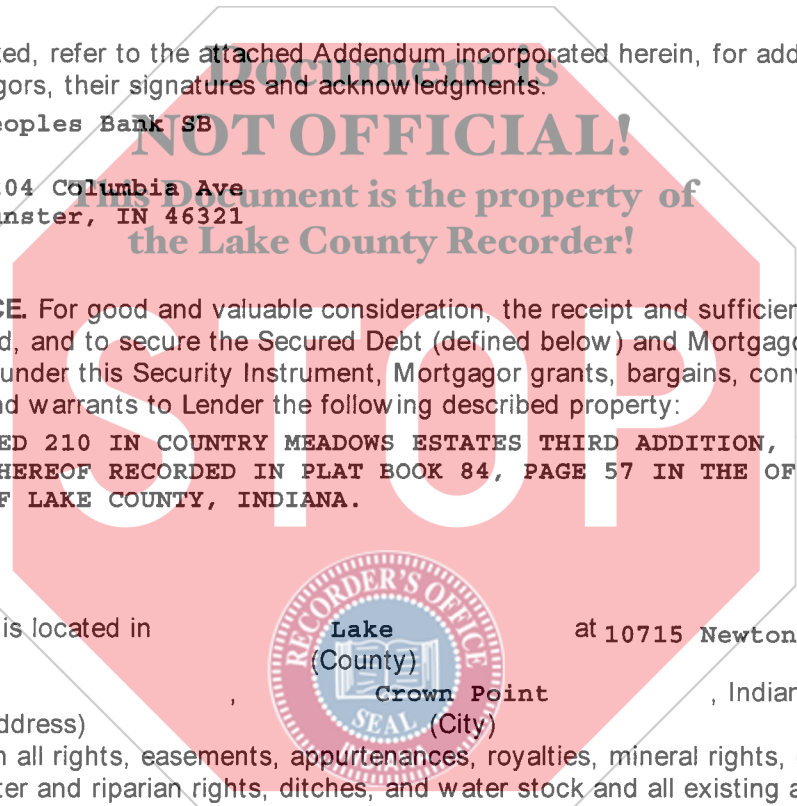 ted, refer to the attached Addendum incorporated herein, for add
Document is
gors, their signatures and acknowledgments.
eoples Bank SB
NOT OFFICIAL!
04 Columbia Ave
This Document is the property of
nster, IN 46321
the Lake County Recorder!
CE. For good and valuable consideration, the receipt and sufficien
d, and to secure the Secured Debt (defined below) and Mortgago
under this Security Instrument, Mortgagor grants, bargains, conv
nd warrants to Lender the following described property:
ED 210 IN COUNTRY MEADOWS ESTATES THIRD ADDITION,
HEREOF RECORDED IN PLAT BOOK 84, PAGE 57 IN THE OF
F LAKE COUNTY, INDIANA.
STOP
RECORDER'S OFFICE
is located in Lake at 10715 Newton
(County)
, Crown Point , Indian
SEAL
ddress) (City)
INDIANA
n all rights, easements, appurtenances, royalties, mineral rights,
ter and riparian rights, ditches, and water stock and all existing a